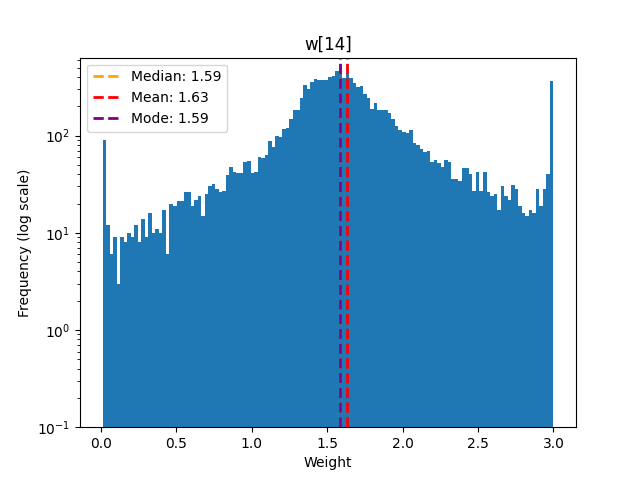 w[14]
Median: 1.59
Mean: 1.63
Mode: 1.59
Frequency (log scale)
10²
10¹
10⁰
10⁻¹
0.0 0.5 1.0 1.5 2.0 2.5 3.0
Weight